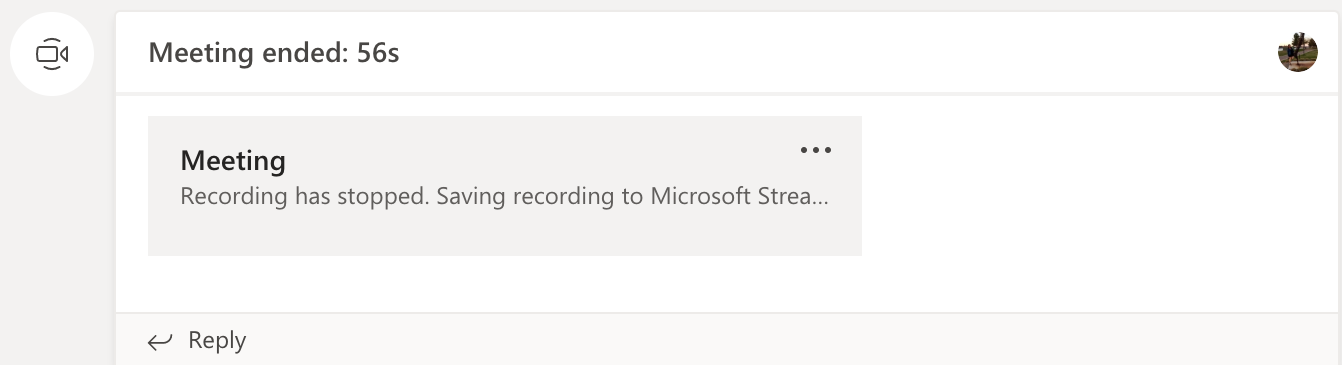 Meeting ended: 56s
Meeting
Recording has stopped. Saving recording to Microsoft Strea...
Reply